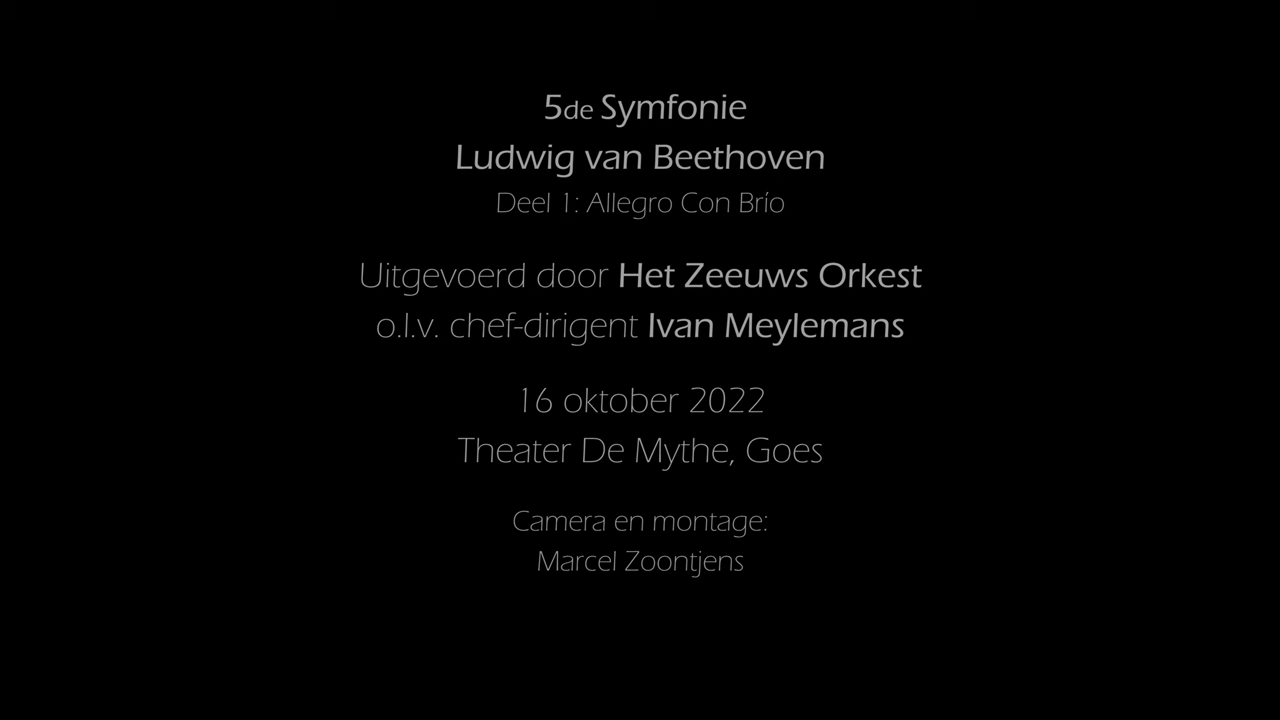 5de Symfonie
Ludwig van Beethoven
Deel 1: Allegro Con Brío
Uitgevoerd door Het Zeeuws Orkest
o.l.v. chef-dirigent Ivan Meylemans
16 oktober 2022
Theater De Mythe, Goes
Camera en montage:
Marcel Zoontjens